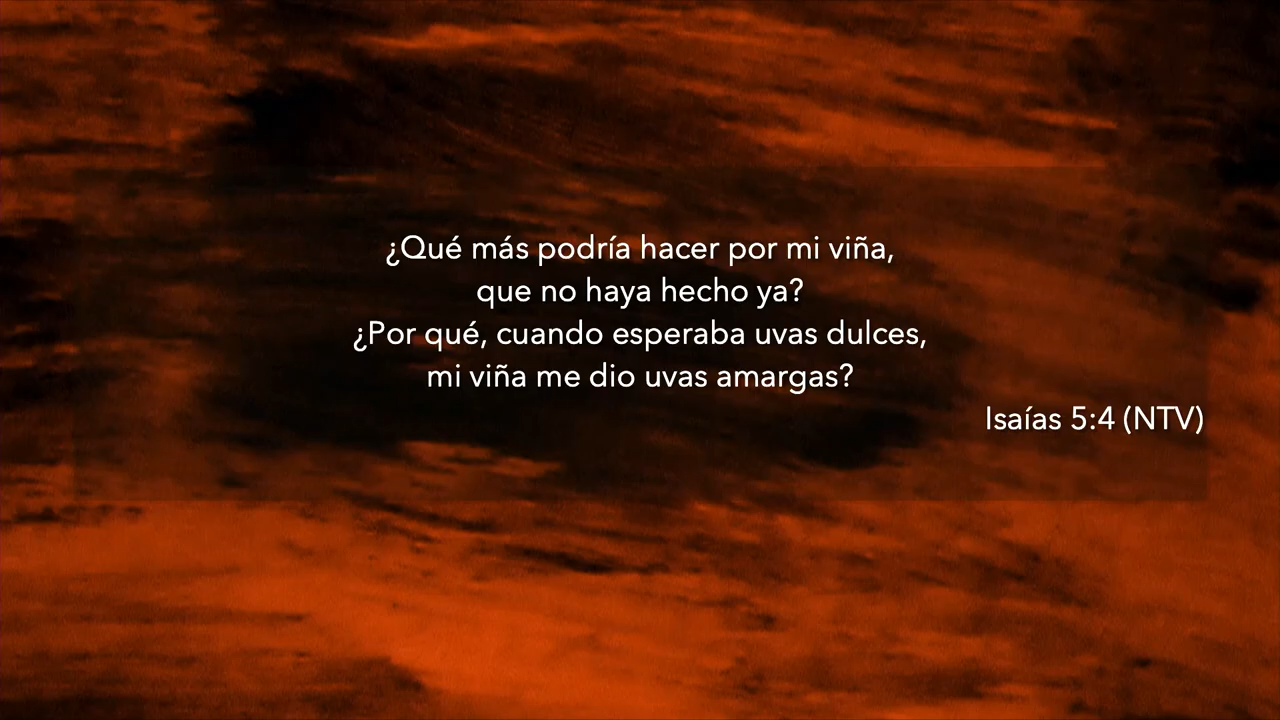 ¿Qué más podría hacer por mi viña,
que no haya hecho ya?
¿Por qué, cuando esperaba uvas dulces,
mi viña me dio uvas amargas?
Isaías 5:4 (NTV)